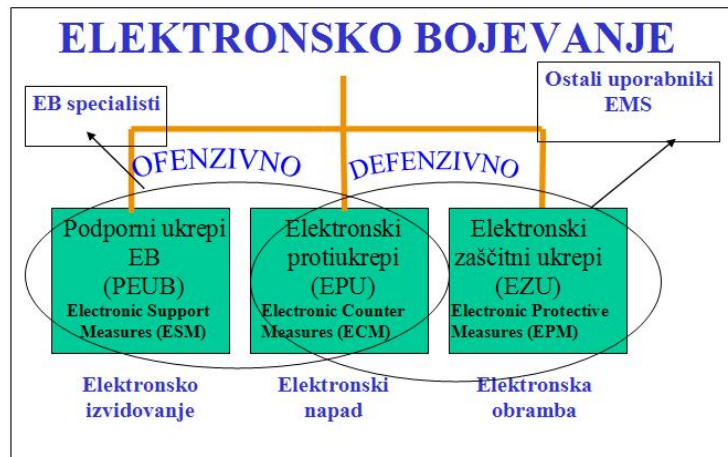 ELEKTRONSKO BOJEVANJE
EB specialisti
Ostali uporabniki
EMS
OFENZIVNO
DEFENZIVNO
Podporni ukrepi
EB
(PEUB)
Electronic Support
Measures (ESM)
Elektronski
protiukrepi
(EPU)
Electronic Counter
Measures (ECM)
Elektronski
zaščitni ukrepi
(EZU)
Electronic Protective
Measures (EPM)
Elektronsko
izvidovanje
Elektronski
napad
Elektronska
obramba